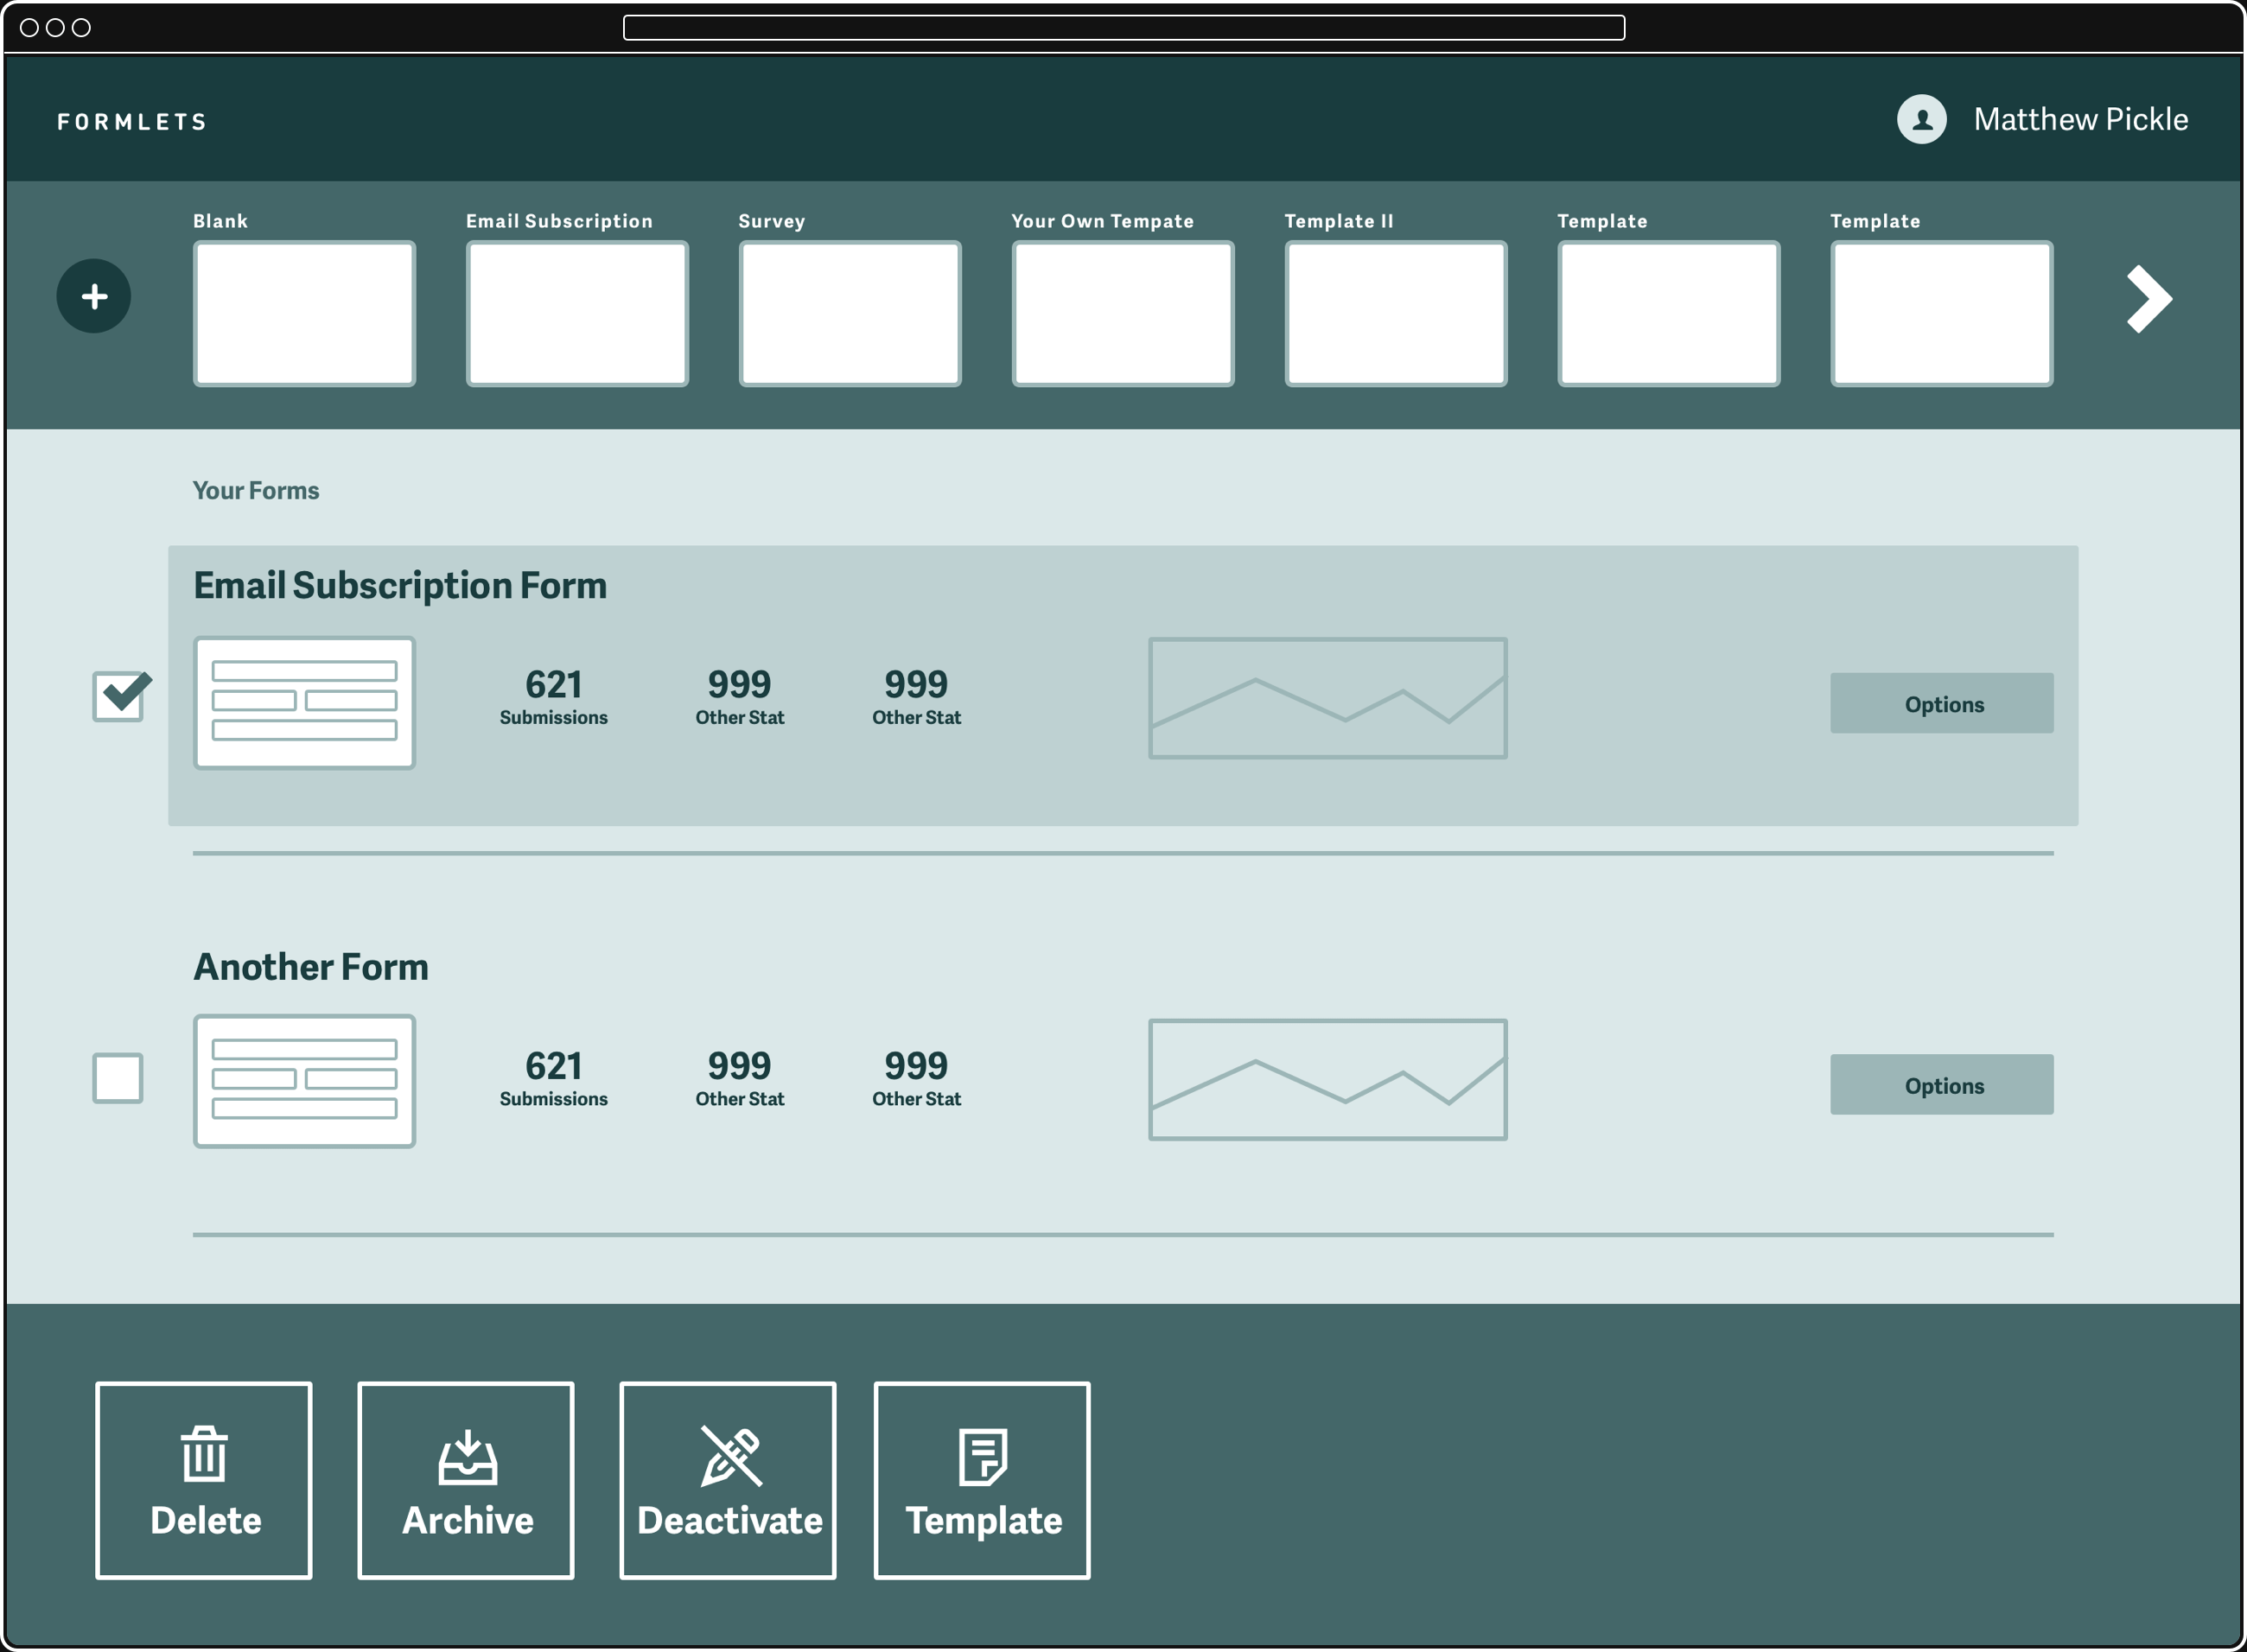 FORMLETS
Matthew Pickle
Blank
Email Subscription
Survey
Your Own Tempate
Template II
Template
Template
Your Forms
Email Subscription Form
621
Submissions
999
Other Stat
999
Other Stat
Options
Another Form
621
Submissions
999
Other Stat
999
Other Stat
Options
Delete
Archive
Deactivate
Template